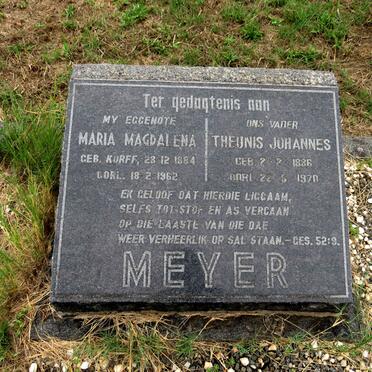 Ter gedagtenis aan
MY EGGENOTE
MARIA MAGDALENA
GEB. KORFF, 23·12·1884
OORL. 18·2·1962
ONS VADER
THEUNIS JOHANNES
GEB. 2·7·1886
OORL. 22·5·1970
EK GELOOF DAT HIERDIE LIGGAAM,
SELFS TOT STOF EN AS VERGAAN
OP DIE LAASTE VAN DIE DAE
WEER VERHEERLIK OP SAL STAAN.–GES. 52:9.
MEYER